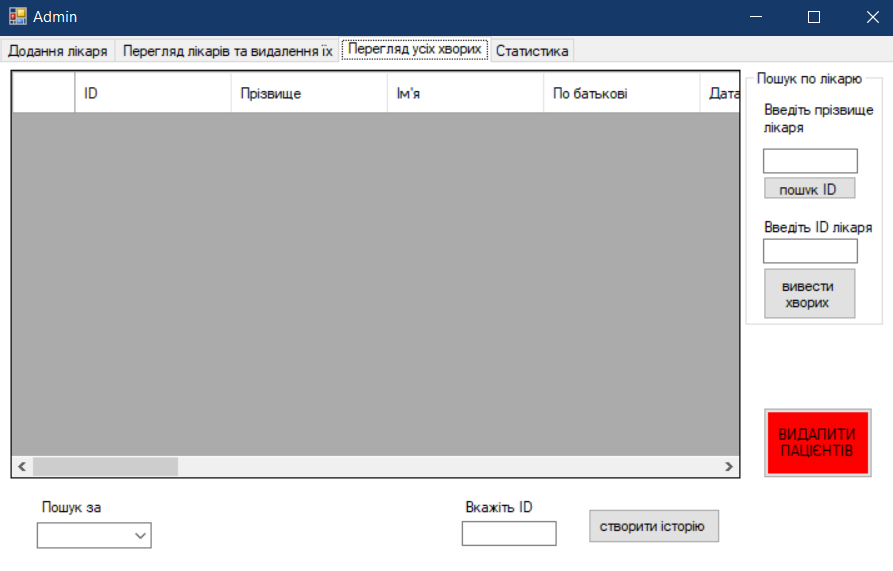 Admin
Додання лікаря Перегляд лікарів та видалення їх Перегляд усіх хворих Статистика
ID Прізвище Ім'я По батькові Дата
Пошук по лікарю
Введіть прізвище
лікаря
пошук ID
Введіть ID лікаря
вивести
хворих
ВИДАЛИТИ
ПАЦІЄНТІВ
Пошук за
Вкажіть ID
створити історію